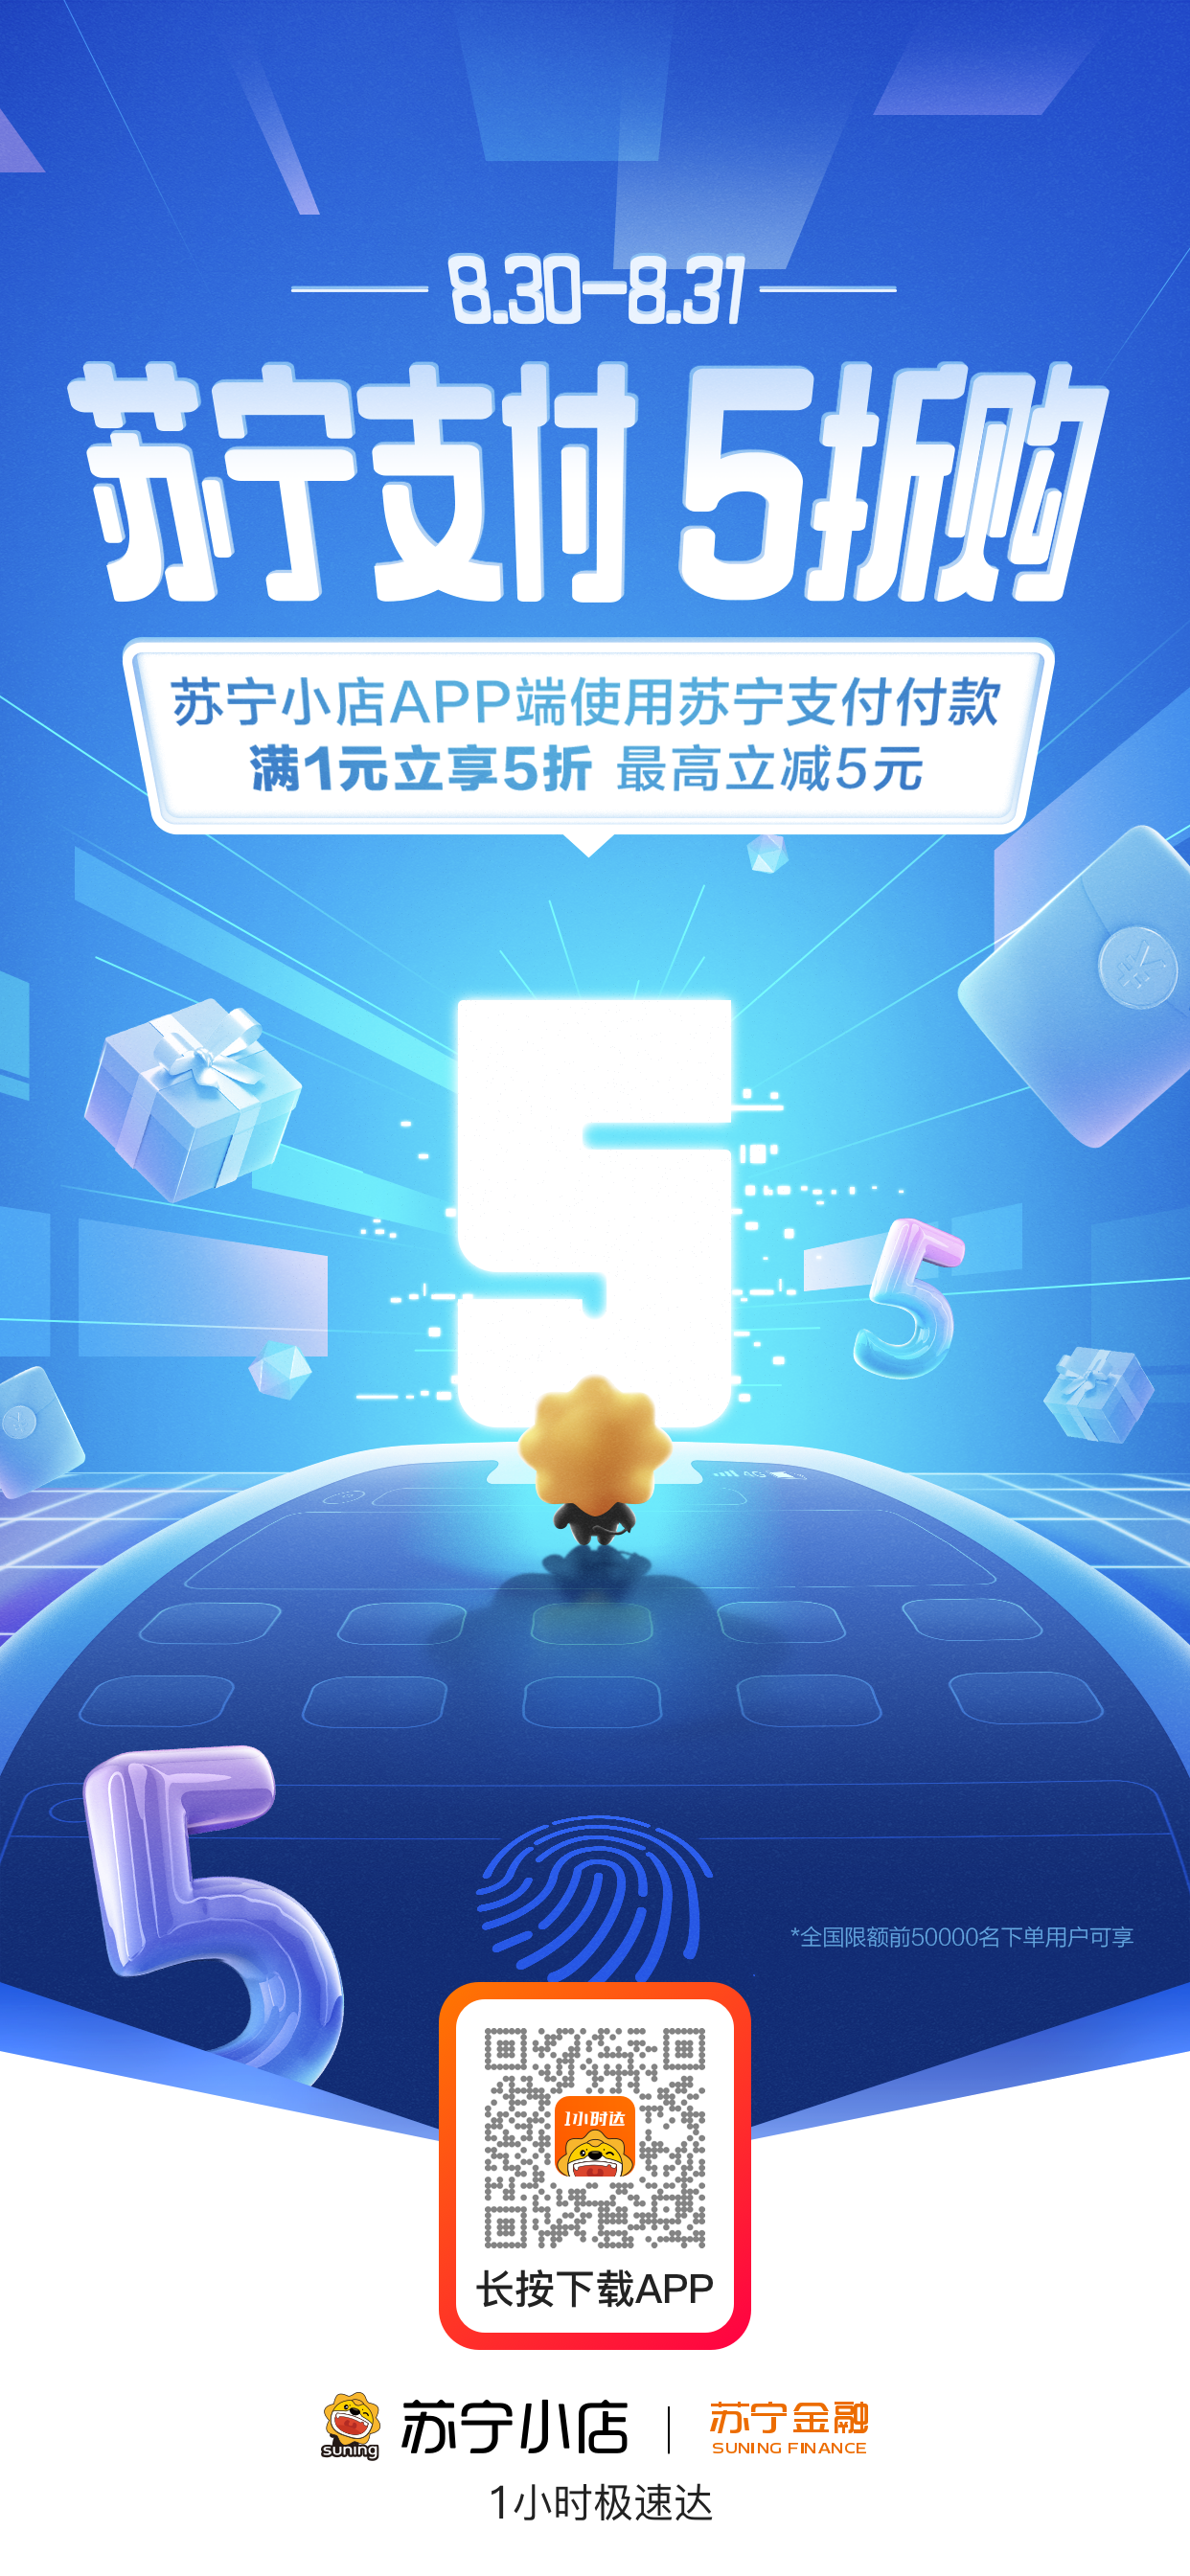 8.30-8.31
苏宁支付 5折购
苏宁小店APP端使用苏宁支付付款
满1元立享5折 最高立减5元
5
5
4G
5
*全国限额前50000名下单用户可享
1小时达
长按下载APP
suning 苏宁小店 | 苏宁金融
SUNING FINANCE
1小时极速达